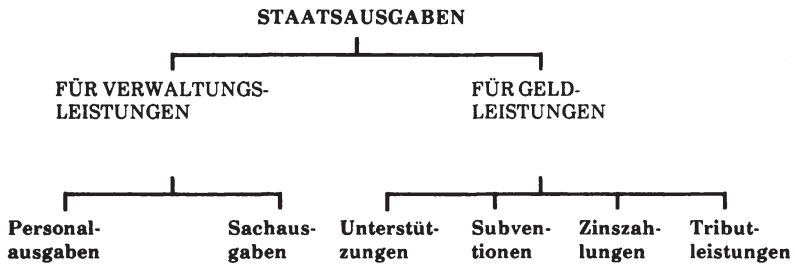 STAATSAUSGABEN
FÜR VERWALTUNGS-
LEISTUNGEN
FÜR GELD-
LEISTUNGEN
Personal-
ausgaben
Sachaus-
gaben
Unterstüt-
zungen
Subven-
tionen
Zinszah-
lungen
Tribut-
leistungen